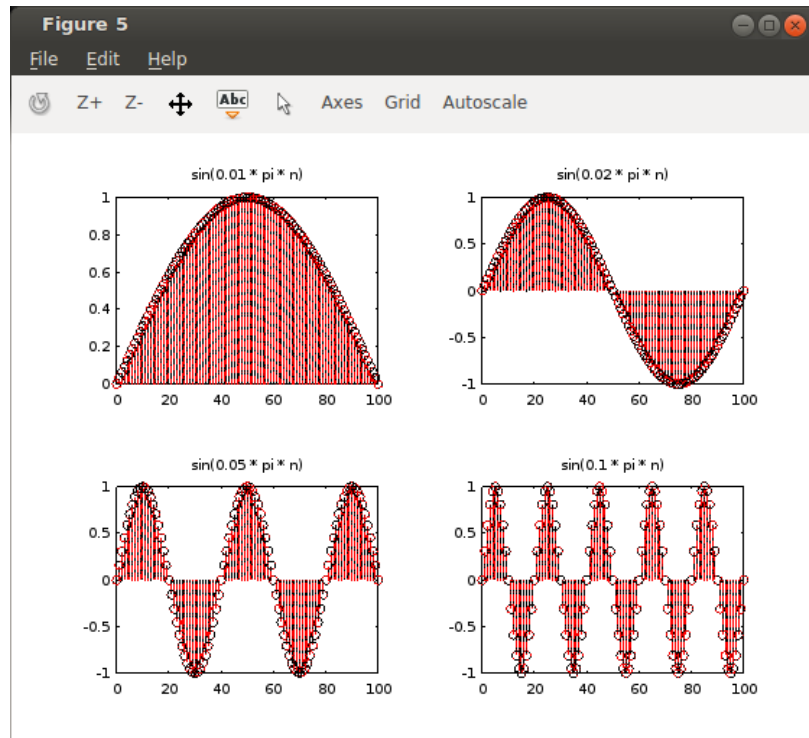 Figure 5
File Edit Help
Z+ Z- Abc Axes Grid Autoscale
sin(0.01 * pi * n)
1
0.8
0.6
0.4
0.2
0
0 20 40 60 80 100
sin(0.02 * pi * n)
1
0.5
0
-0.5
-1
0 20 40 60 80 100
sin(0.05 * pi * n)
1
0.5
0
-0.5
-1
0 20 40 60 80 100
sin(0.1 * pi * n)
1
0.5
0
-0.5
-1
0 20 40 60 80 100